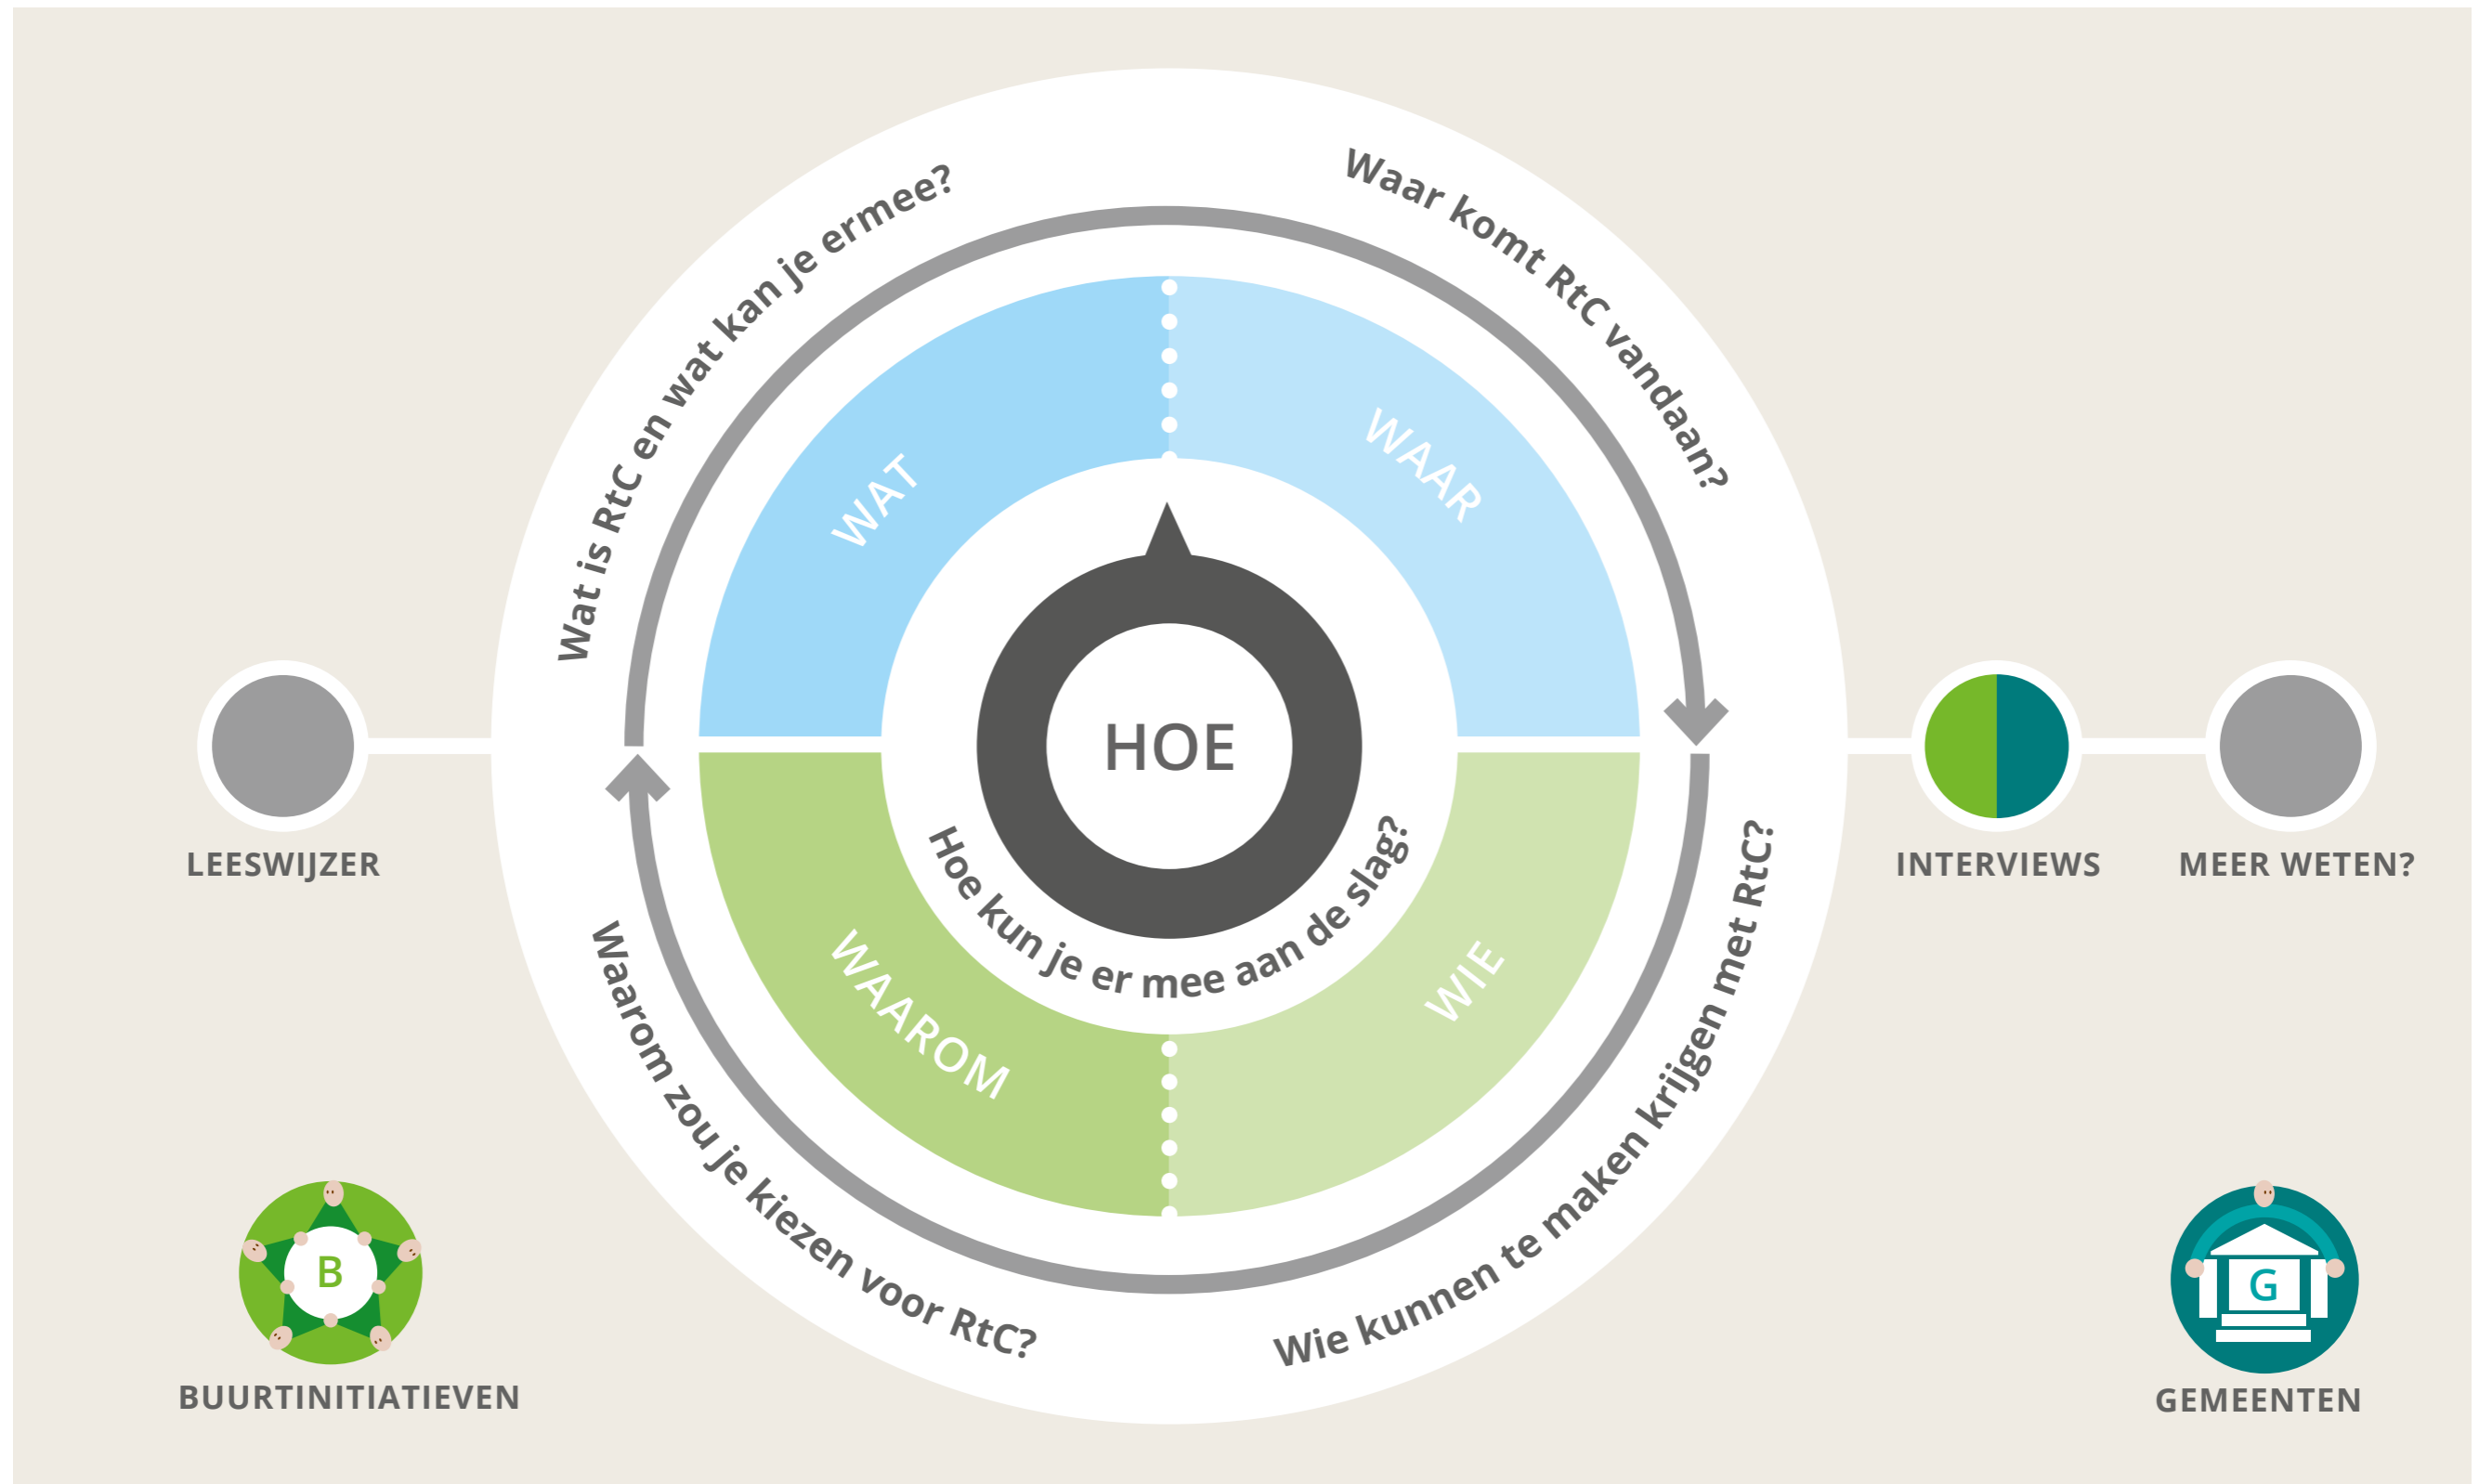 Wat is RtC en wat kan je ermee?
Waar komt RtC vandaan?
WAT
WAAR
HOE
Hoe kun je er mee aan de slag?
WAAROM
WIE
Waarom zou je kiezen voor RtC?
Wie kunnen te maken krijgen met RtC?
LEESWIJZER
INTERVIEWS
MEER WETEN?
B
BUURTINITIATIEVEN
G
GEMEENTEN